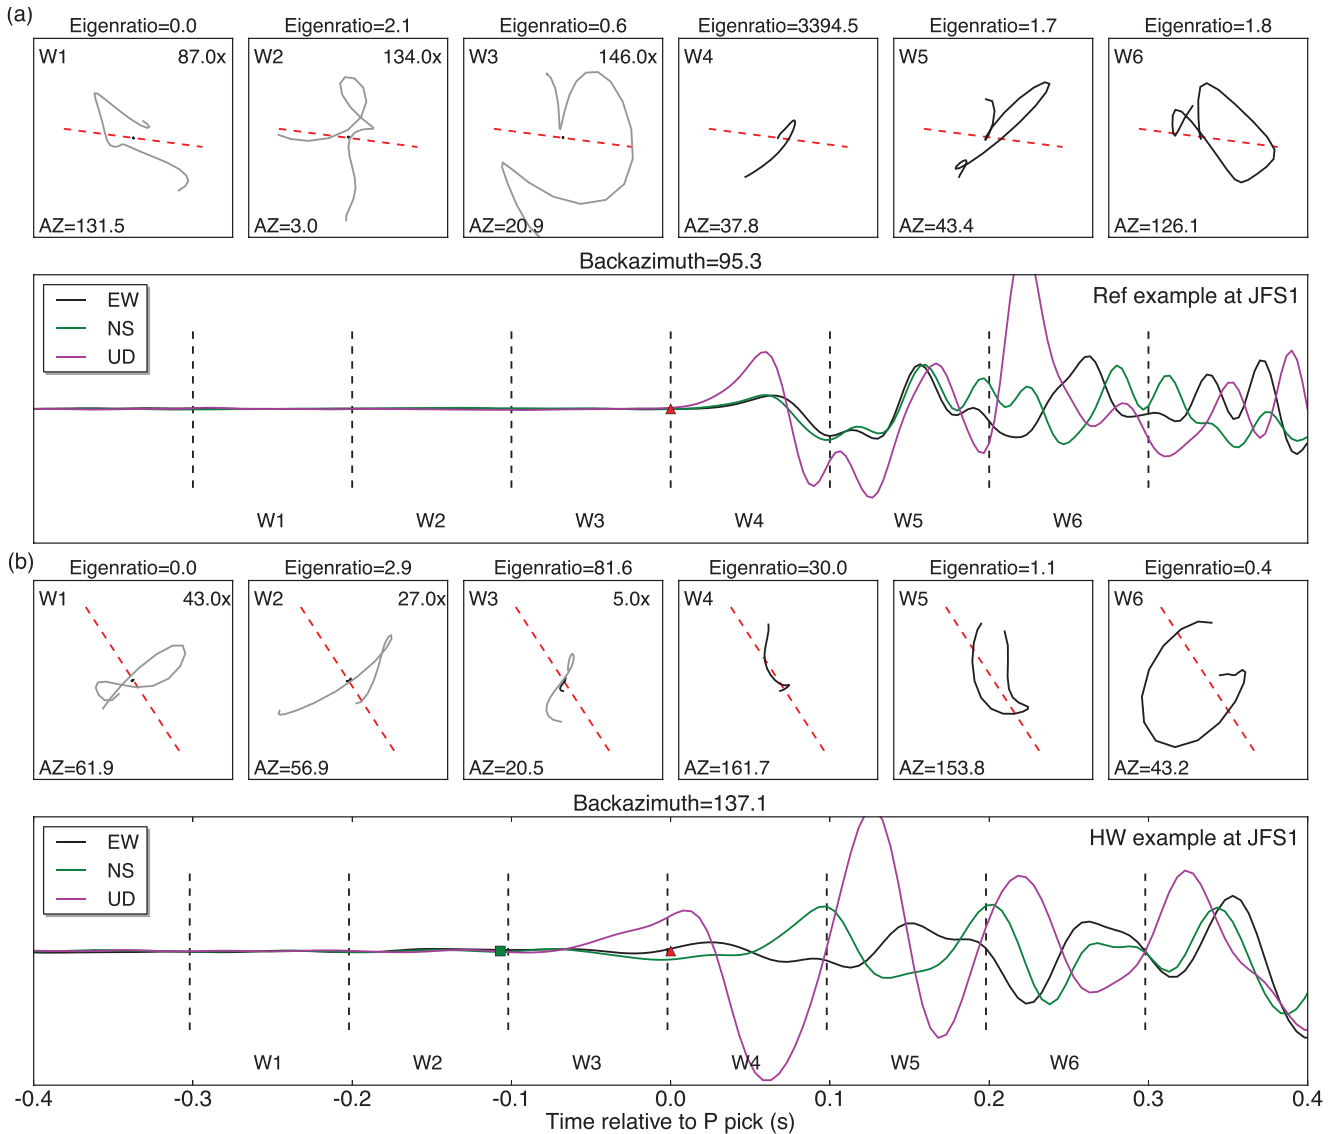 (a)
Eigenratio=0.0 Eigenratio=2.1 Eigenratio=0.6 Eigenratio=3394.5 Eigenratio=1.7 Eigenratio=1.8
W1 87.0x W2 134.0x W3 146.0x W4 W5 W6
AZ=131.5 AZ=3.0 AZ=20.9 AZ=37.8 AZ=43.4 AZ=126.1
Backazimuth=95.3
EW
NS
UD
Ref example at JFS1
W1 W2 W3 W4 W5 W6
(b)
Eigenratio=0.0 Eigenratio=2.9 Eigenratio=81.6 Eigenratio=30.0 Eigenratio=1.1 Eigenratio=0.4
W1 43.0x W2 27.0x W3 5.0x W4 W5 W6
AZ=61.9 AZ=56.9 AZ=20.5 AZ=161.7 AZ=153.8 AZ=43.2
Backazimuth=137.1
EW
NS
UD
HW example at JFS1
W1 W2 W3 W4 W5 W6
-0.4 -0.3 -0.2 -0.1 0.0 0.1 0.2 0.3 0.4
Time relative to P pick (s)